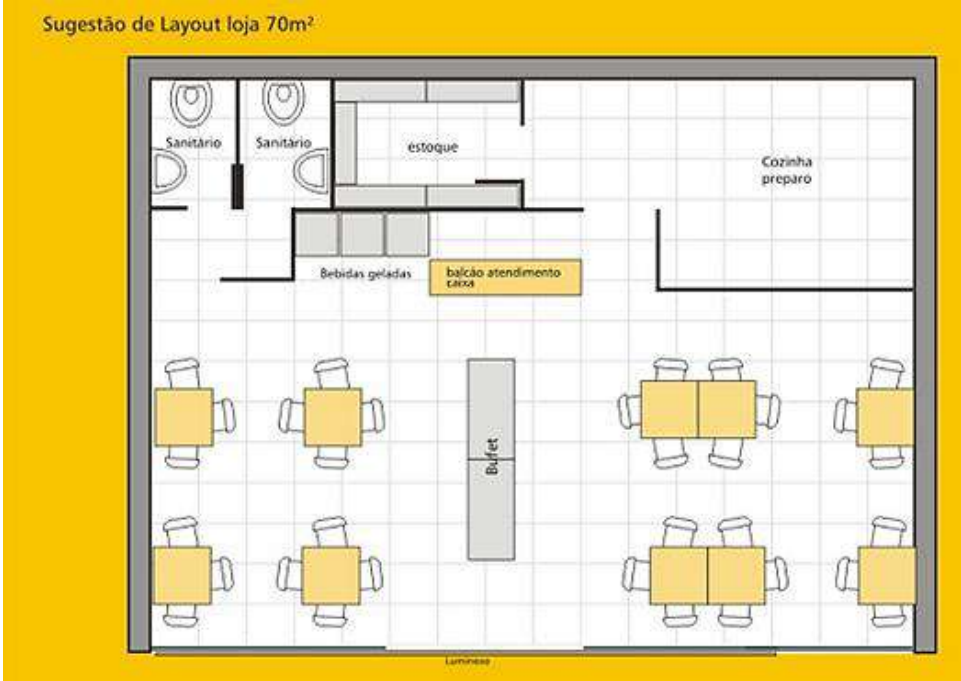 Sugestão de Layout loja 70m²
Sanitário
Sanitário
estoque
Cozinha
preparo
Bebidas geladas
balcão atendimento
caixa
Bufet
Luminoso